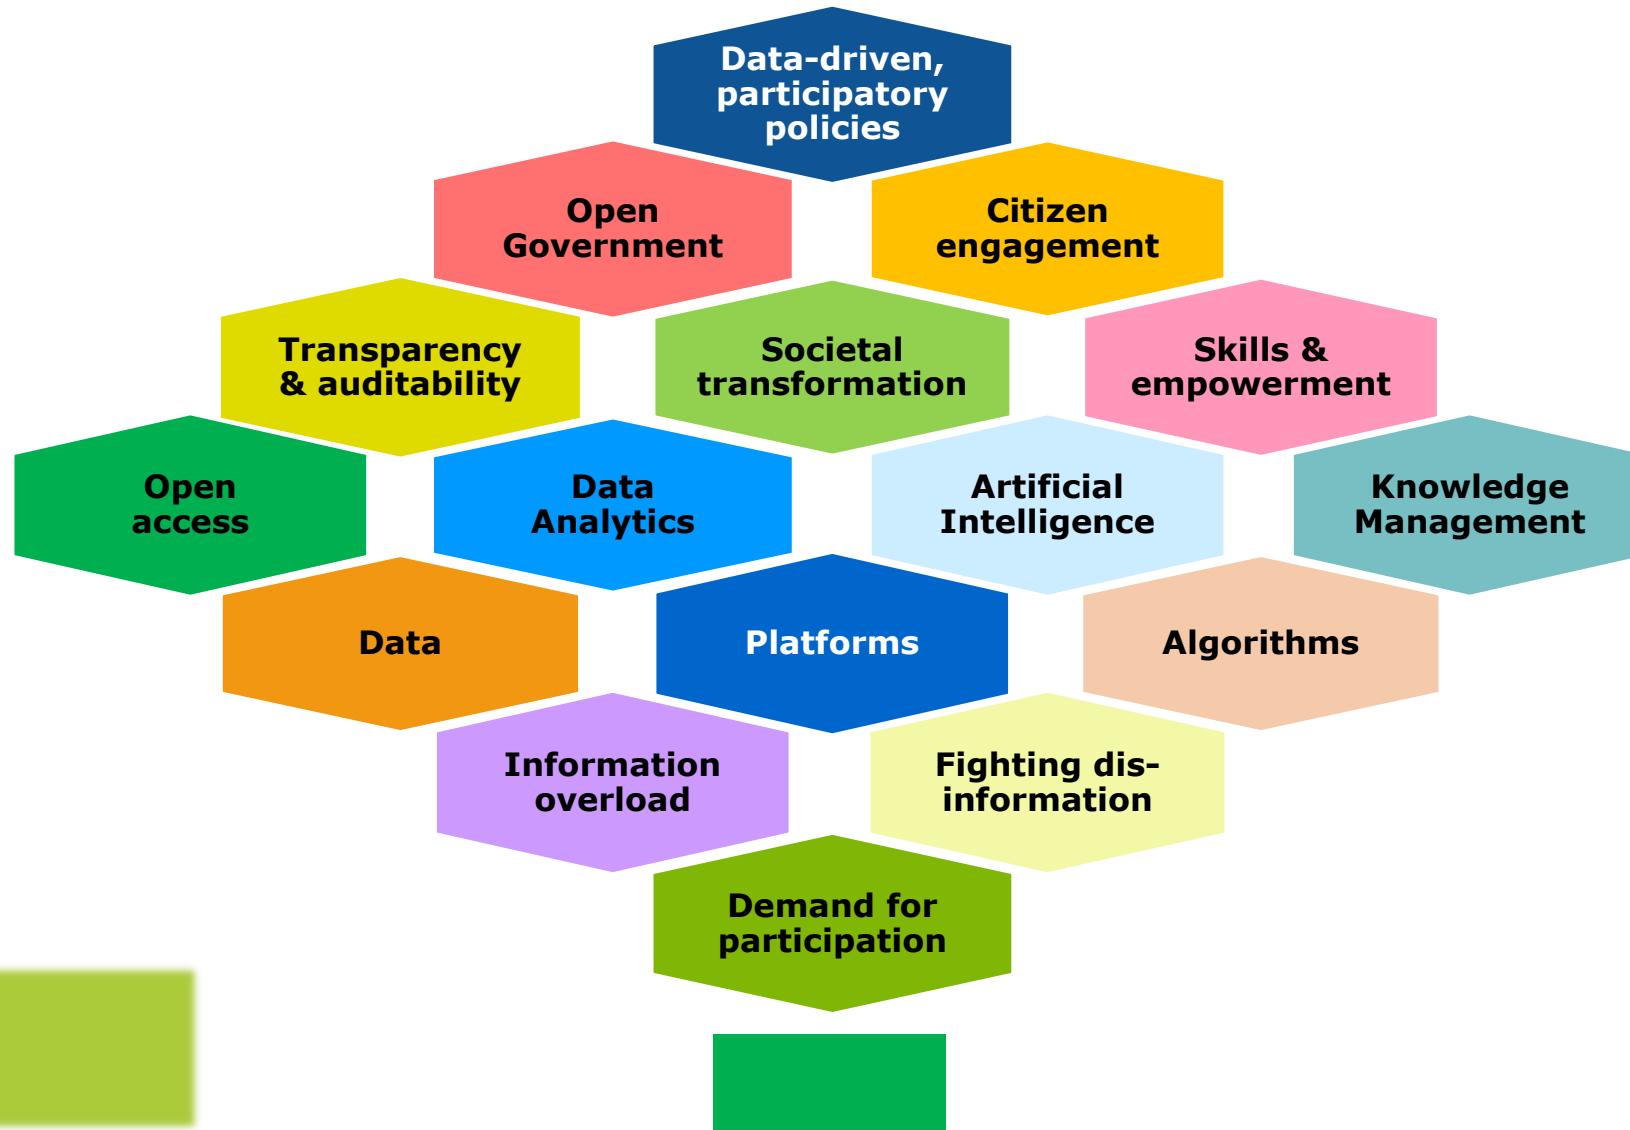 Data-driven,
participatory
policies
Open
Government
Citizen
engagement
Transparency
& auditability
Societal
transformation
Skills &
empowerment
Open
access
Data
Analytics
Artificial
Intelligence
Knowledge
Management
Data
Platforms
Algorithms
Information
overload
Fighting dis-
information
Demand for
participation